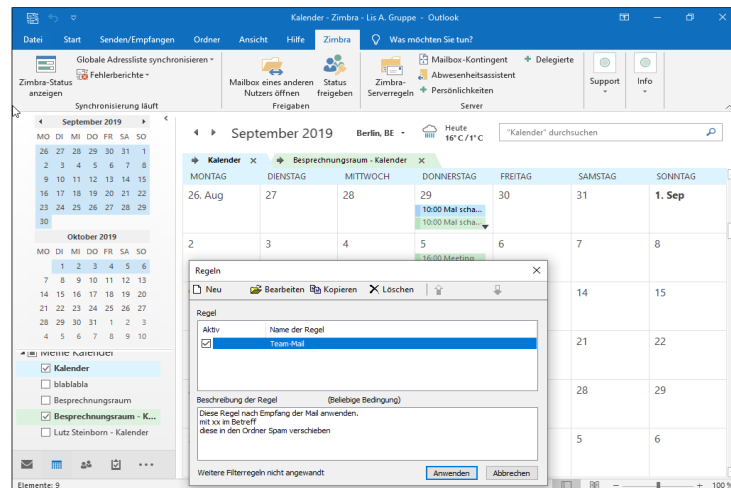 Kalender - Zimbra - Lis A. Gruppe - Outlook
Datei Start Senden/Empfangen Ordner Ansicht Hilfe Zimbra Was möchten Sie tun?
Zimbra-Status anzeigen
Globale Adressliste synchronisieren
Fehlerberichte
Synchronisierung läuft
Mailbox eines anderen Nutzers öffnen
Status freigeben
Freigaben
Zimbra-Serverregeln
Mailbox-Kontingent
Delegierte
Abwesenheitsassistent
Persönlichkeiten
Server
Support
Info
September 2019
MO DI MI DO FR SA SO
26 27 28 29 30 31 1
2 3 4 5 6 7 8
9 10 11 12 13 14 15
16 17 18 19 20 21 22
23 24 25 26 27 28 29
30
Oktober 2019
MO DI MI DO FR SA SO
1 2 3 4 5 6
7 8 9 10 11 12 13
14 15 16 17 18 19 20
21 22 23 24 25 26 27
28 29 30 31 1 2 3
4 5 6 7 8 9 10
Meine Kalender
Kalender
blablabla
Besprechnungsraum
Besprechnungsraum - K...
Lutz Steinborn - Kalender
Elemente: 9
September 2019 Berlin, BE Heute 16°C/1°C "Kalender" durchsuchen
Kalender × Besprechnungsraum - Kalender ×
MONTAG DIENSTAG MITTWOCH DONNERSTAG FREITAG SAMSTAG SONNTAG
26. Aug 27 28 29 30 31 1. Sep
10:00 Mal scha...
10:00 Mal scha...
2 3 4 5 6 7 8
16:00 Meeting
14 15
21 22
28 29
5 6
Regeln
Neu Bearbeiten Kopieren Löschen
Regel
Aktiv Name der Regel
Team-Mail
Beschreibung der Regel (Beliebige Bedingung)
Diese Regel nach Empfang der Mail anwenden.
mit xx im Betreff
diese in den Ordner Spam verschieben
Weitere Filterregeln nicht angewandt Anwenden Abbrechen
100 %